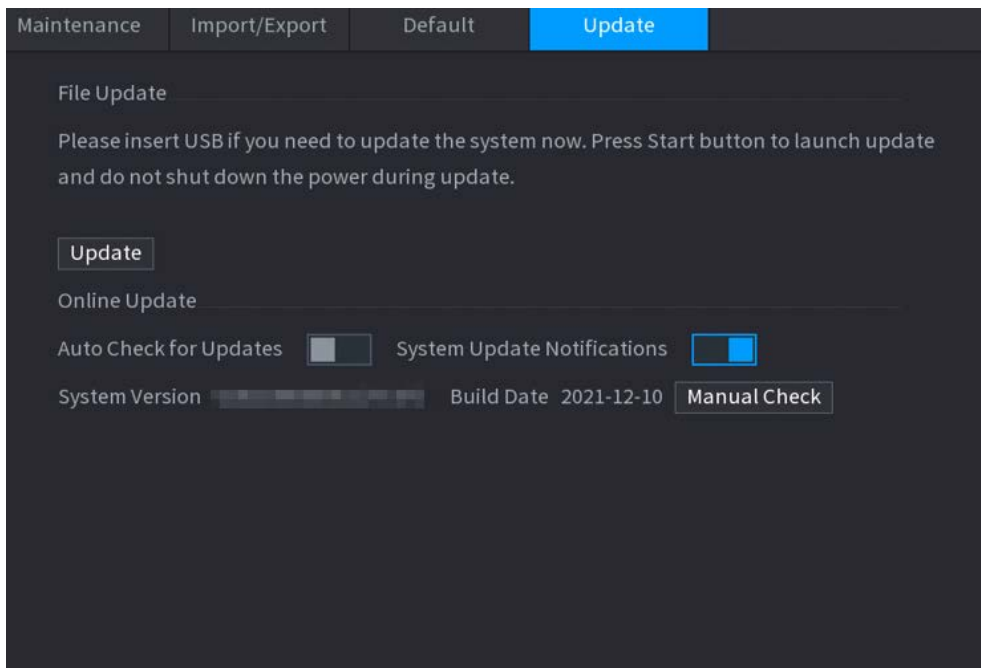 Maintenance Import/Export Default Update
File Update
Please insert USB if you need to update the system now. Press Start button to launch update
and do not shut down the power during update.
Update
Online Update
Auto Check for Updates System Update Notifications
System Version Build Date 2021-12-10 Manual Check